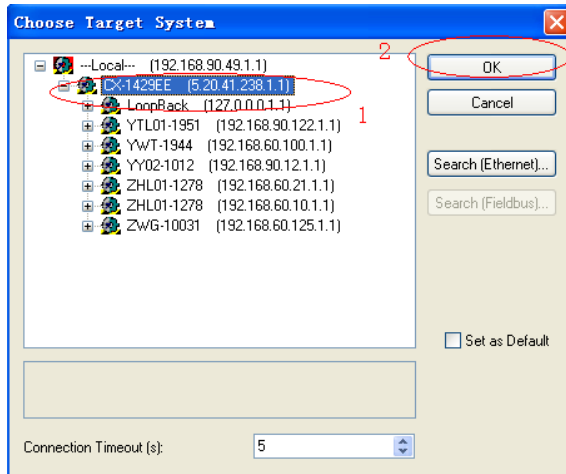 Choose Target System
---Local--- (192.168.90.49.1.1)
CX-1429EE (5.20.41.238.1.1)
LoopBack (127.0.0.0.1.1)
YTL01-1951 (192.168.90.122.1.1)
YWT-1944 (192.168.60.100.1.1)
YY02-1012 (192.168.90.12.1.1)
ZHL01-1278 (192.168.60.21.1.1)
ZHL01-1278 (192.168.60.10.1.1)
ZWG-10031 (192.168.60.125.1.1)
1
2
OK
Cancel
Search (Ethernet)...
Search (Fieldbus)...
Set as Default
Connection Timeout (s):
5